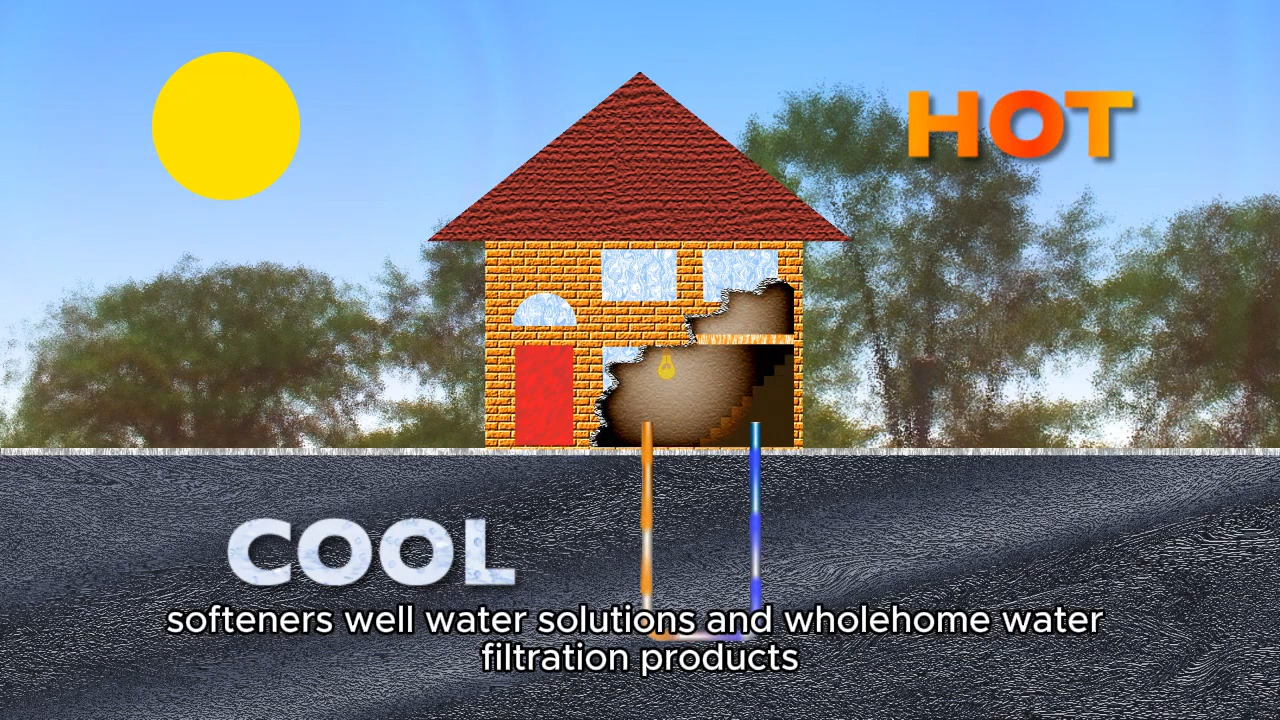 HOT
COOL
softeners well water solutions and wholehome water
filtration products